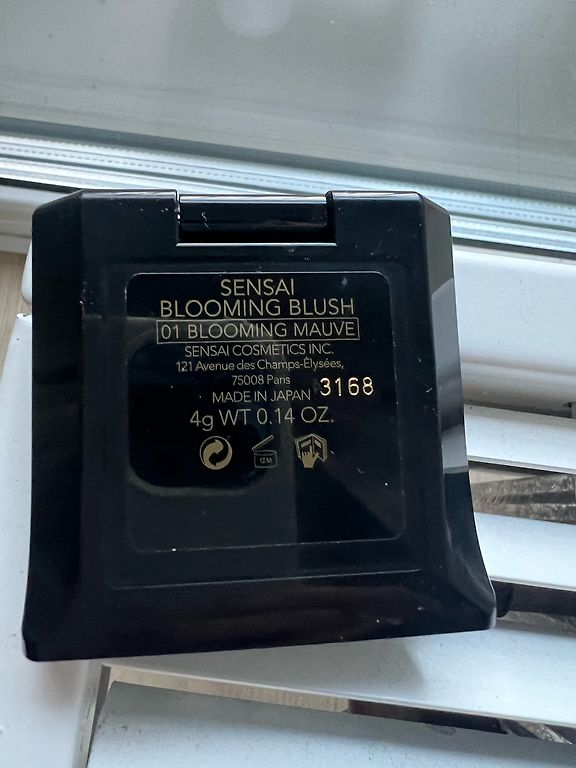 SENSAI
BLOOMING BLUSH
01 BLOOMING MAUVE
SENSAI COSMETICS INC.
121 Avenue des Champs-Élysées,
75008 Paris
MADE IN JAPAN 3168
4g WT 0.14 OZ.
12M